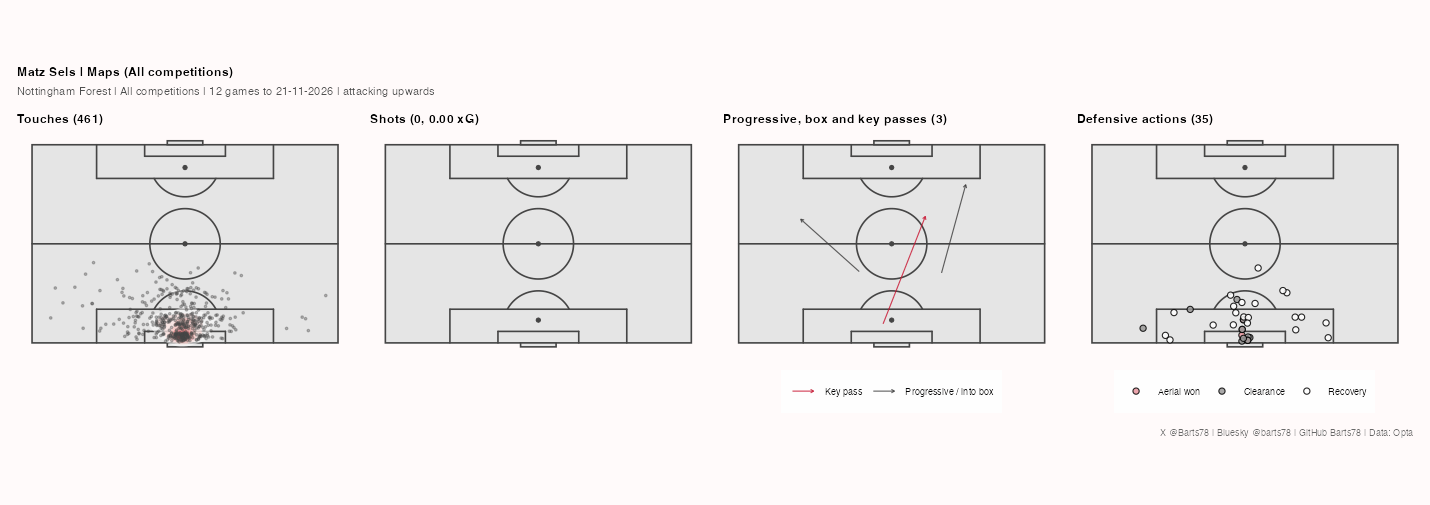 Matz Sels | Maps (All competitions)
Nottingham Forest | All competitions | 12 games to 21-11-2026 | attacking upwards
Touches (461)
Shots (0, 0.00 xG)
Progressive, box and key passes (3)
Defensive actions (35)
Key pass
Progressive / into box
Aerial won
Clearance
Recovery
X @Barts78 | Bluesky @barts78 | GitHub Barts78 | Data: Opta